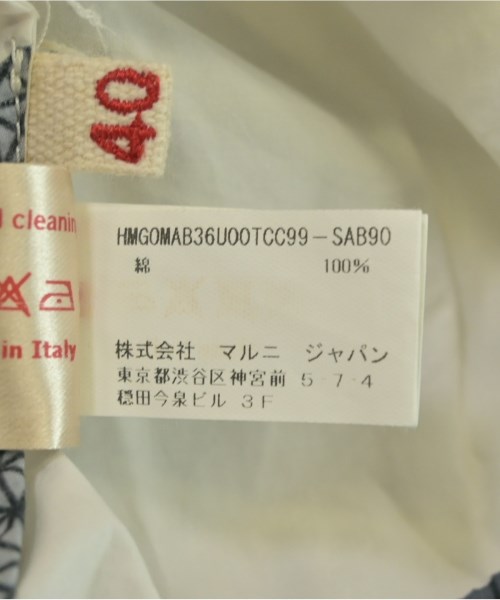 40
cleanin
in Italy
HMGOMAB36U00TCC99-SAB90
綿 100%
株式会社 マルニ ジャパン
東京都渋谷区神宮前 5-7-4
穏田今泉ビル 3F